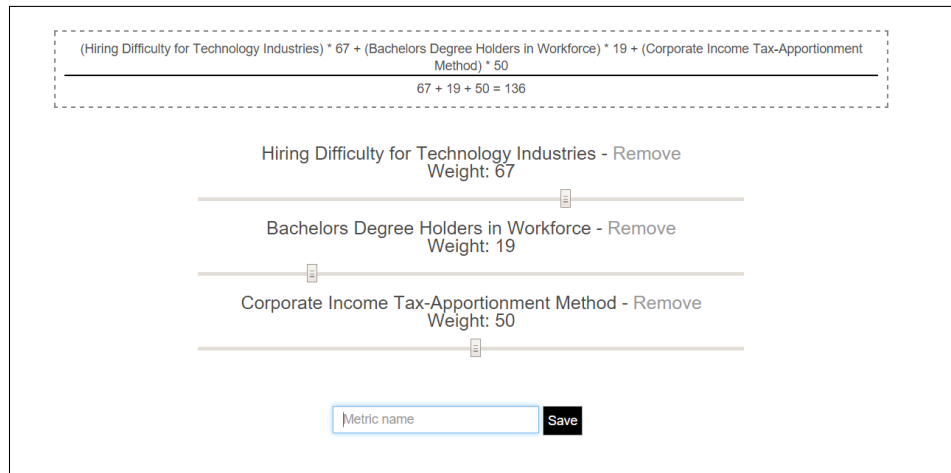 (Hiring Difficulty for Technology Industries) * 67 + (Bachelors Degree Holders in Workforce) * 19 + (Corporate Income Tax-Apportionment
Method) * 50
67 + 19 + 50 = 136
Hiring Difficulty for Technology Industries - Remove
Weight: 67
Bachelors Degree Holders in Workforce - Remove
Weight: 19
Corporate Income Tax-Apportionment Method - Remove
Weight: 50
Metric name Save